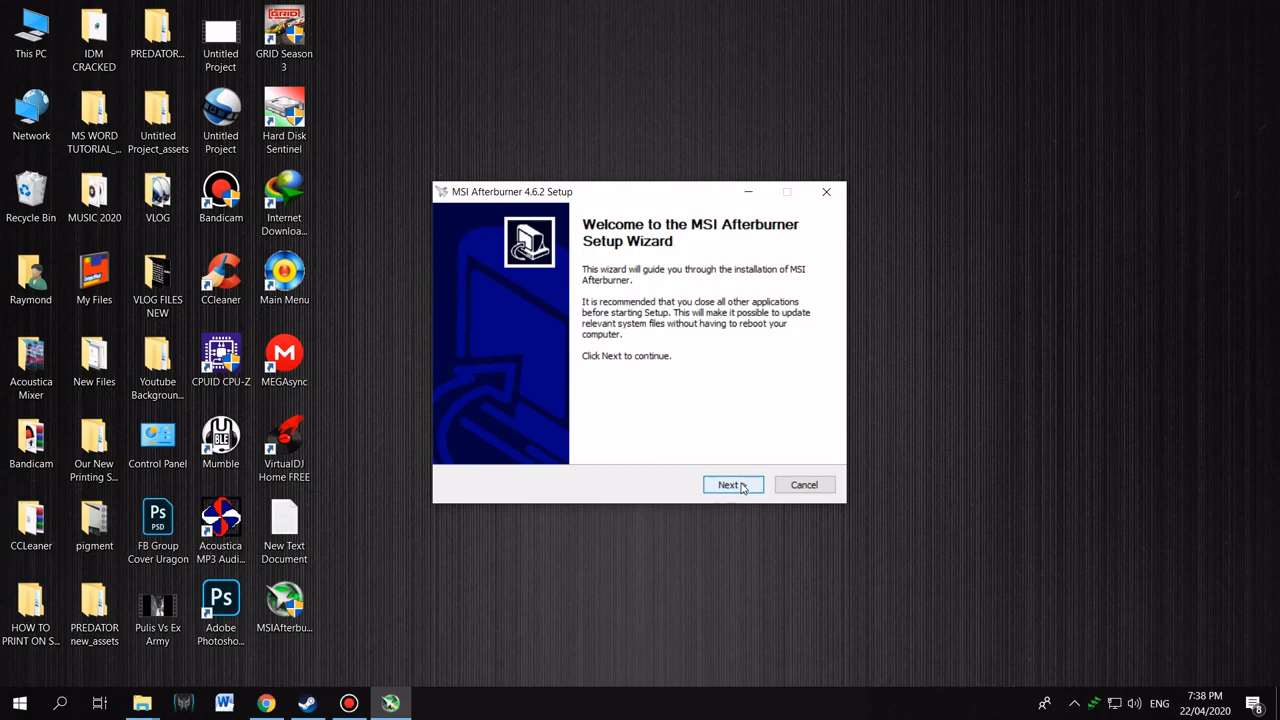 This PC
IDM
CRACKED
PREDATOR...
Untitled
Project
GRID Season
3
GRID
Network
MS WORD
TUTORIAL_...
Untitled
Project_assets
Untitled
Project
Hard Disk
Sentinel
Recycle Bin
MUSIC 2020
VLOG
Bandicam
Internet
Downloa...
Raymond
My Files
VLOG FILES
NEW
CCleaner
Main Menu
Acoustica
Mixer
New Files
Youtube
Backgroun...
CPUID CPU-Z
MEGAsync
Bandicam
Our New
Printing S...
Control Panel
Mumble
VirtualDJ
Home FREE
CCLeaner
pigment
Ps
PSD
FB Group
Cover Uragon
Acoustica
MP3 Audi...
New Text
Document
HOW TO
PRINT ON S...
PREDATOR
new_assets
Pulis Vs Ex
Army
Ps
Adobe
Photosho...
MSIAfterbu...
MSI Afterburner 4.6.2 Setup
Welcome to the MSI Afterburner
Setup Wizard
This wizard will guide you through the installation of MSI
Afterburner.
It is recommended that you close all other applications
before starting Setup. This will make it possible to update
relevant system files without having to reboot your
computer.
Click Next to continue.
Next >
Cancel
ENG
7:38 PM
22/04/2020
8